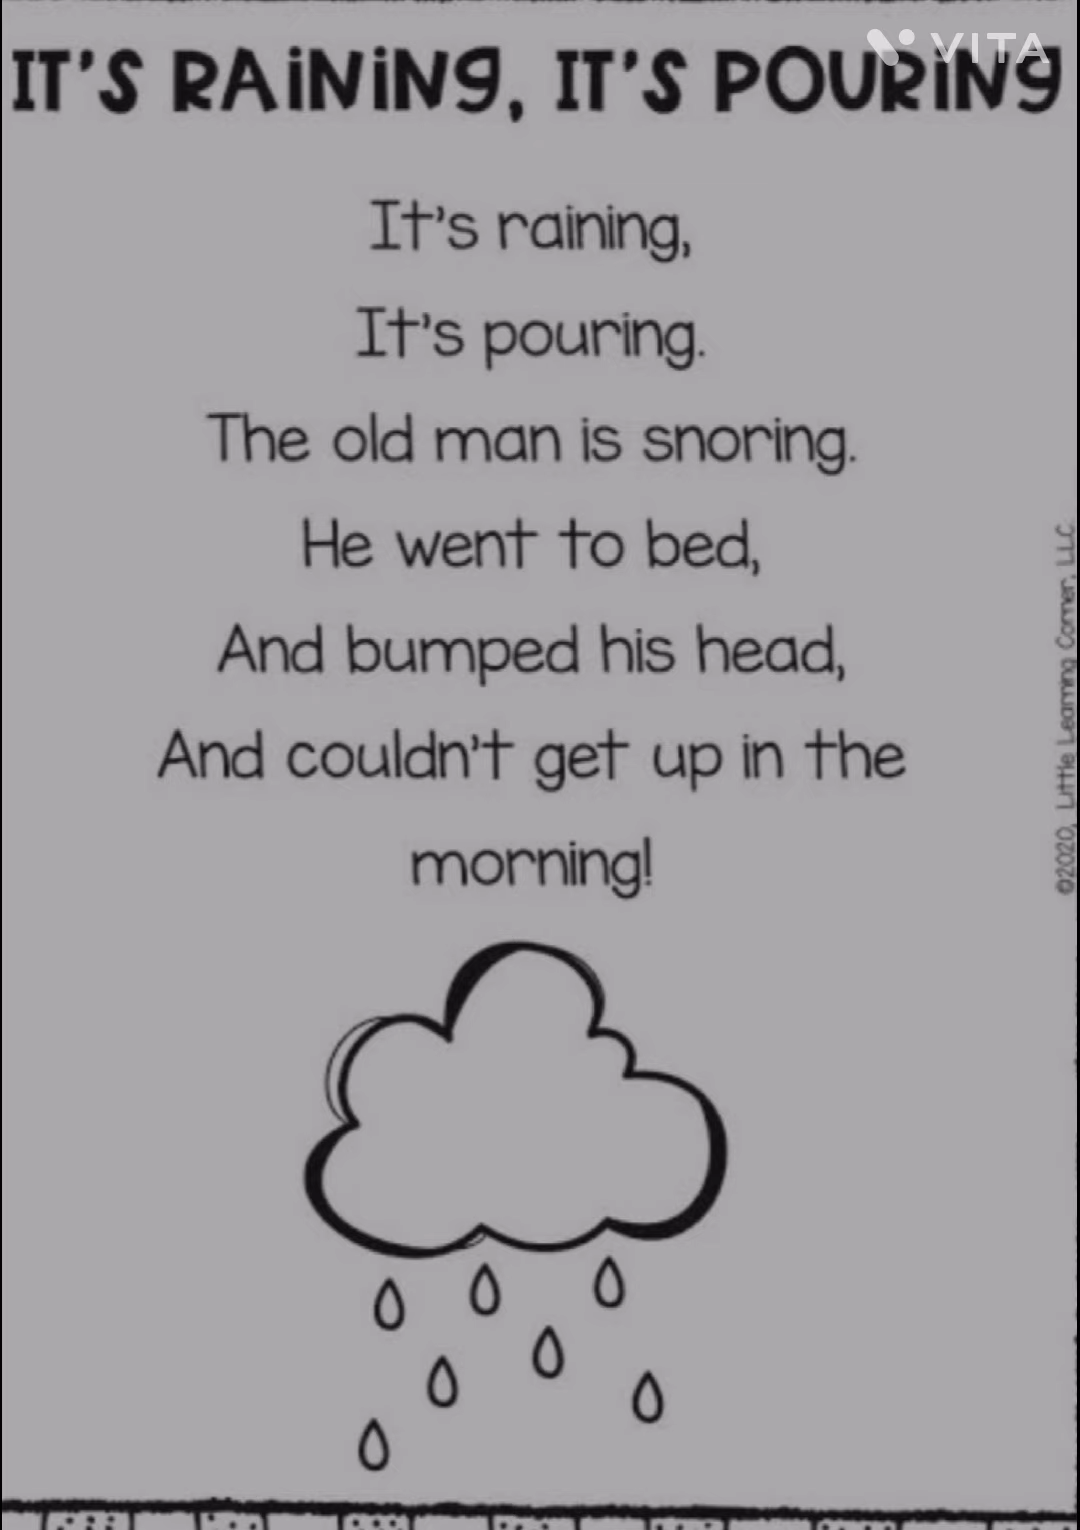 VITA
IT'S RAINING, IT'S POURING
It's raining,
It's pouring.
The old man is snoring.
He went to bed,
And bumped his head,
And couldn't get up in the
morning!
©2020, Little Learning Corner, LLC